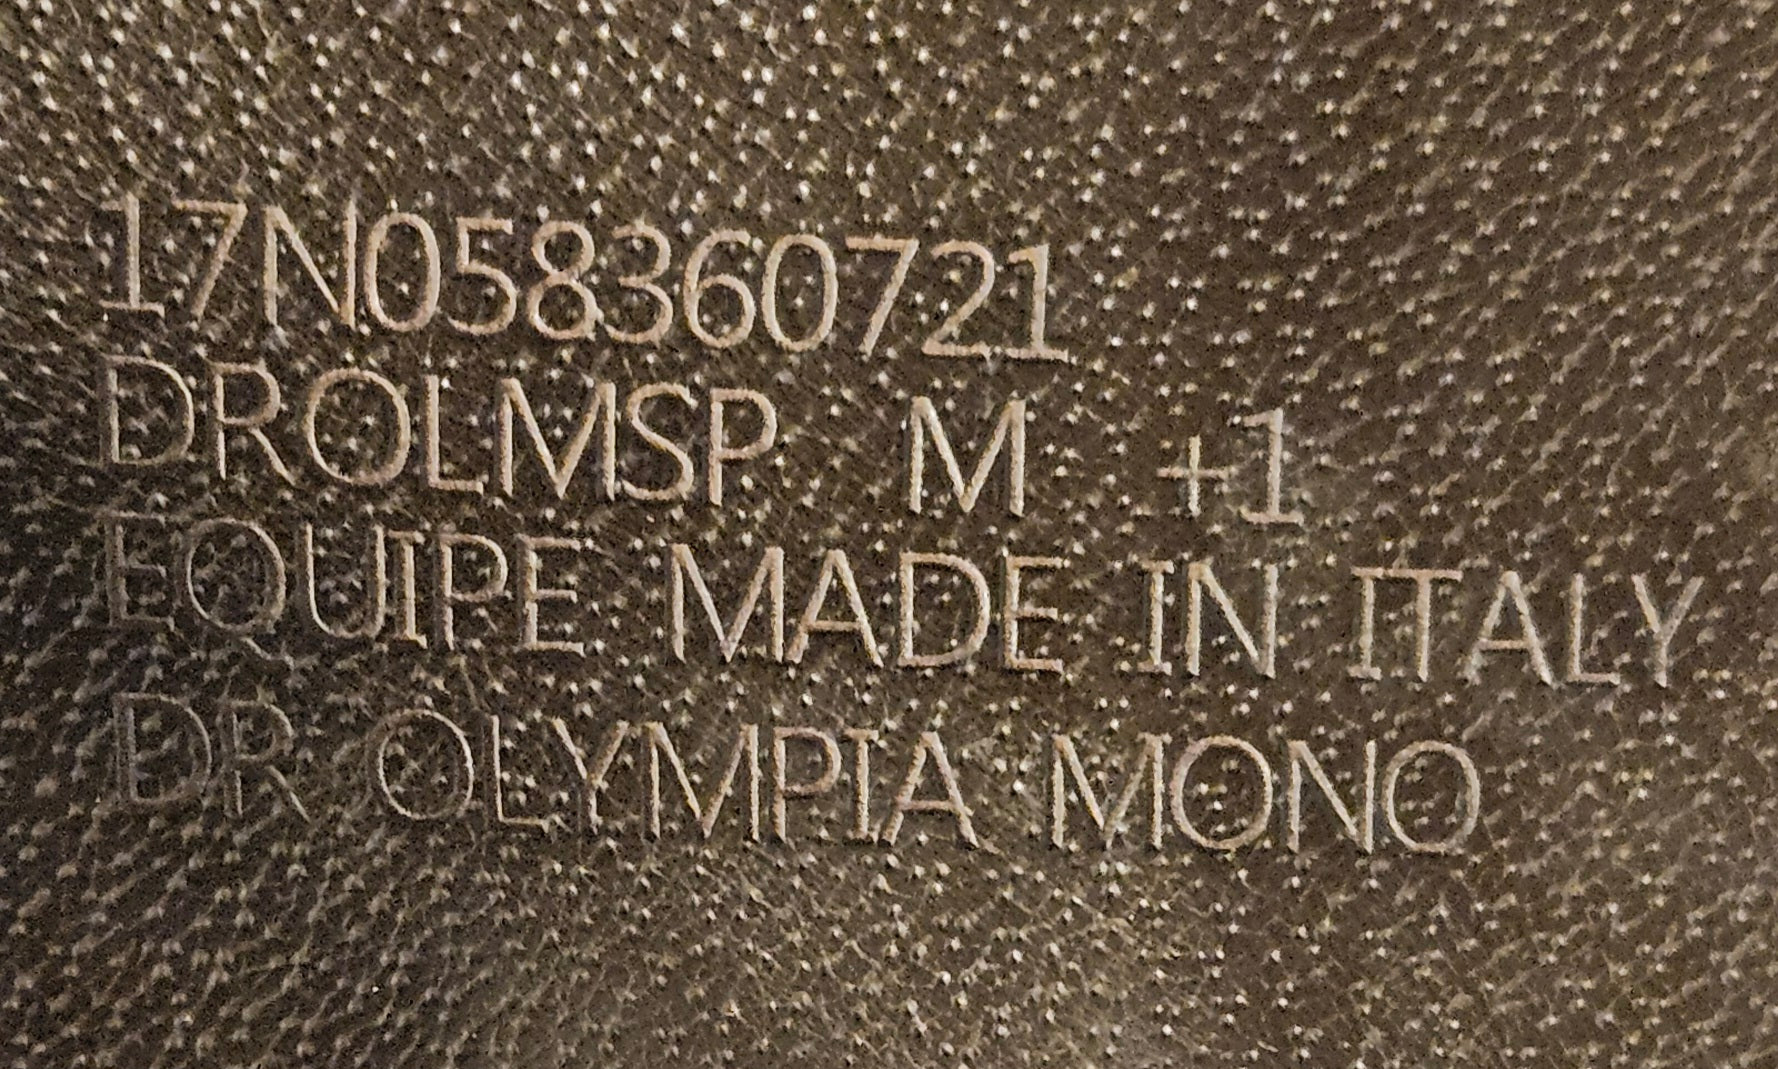 17N058360721
DROLMSP M +1
EQUIPE MADE IN ITALY
DR OLYMPIA MONO